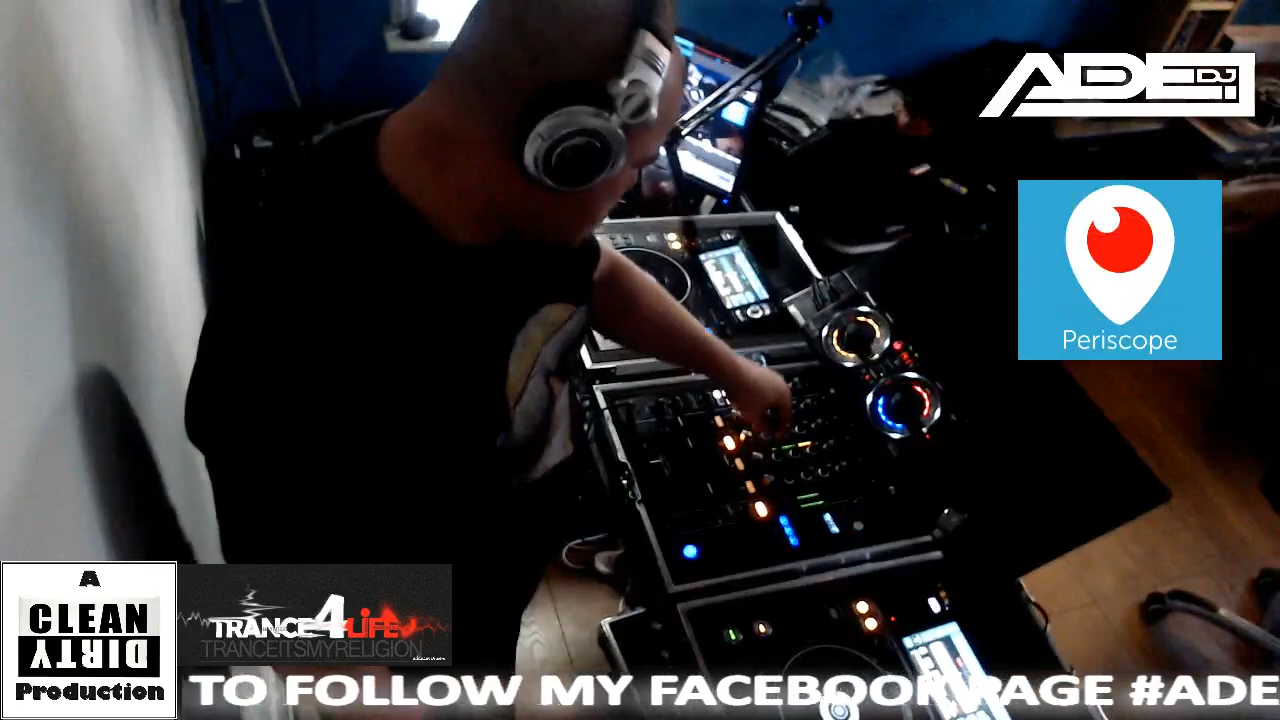 ADE DJ
Periscope
A
CLEAN
DIRTY
Production
TRANCE4LIFE
TRANCEITSMYRELIGION
TO FOLLOW MY FACEBOOK PAGE #ADE